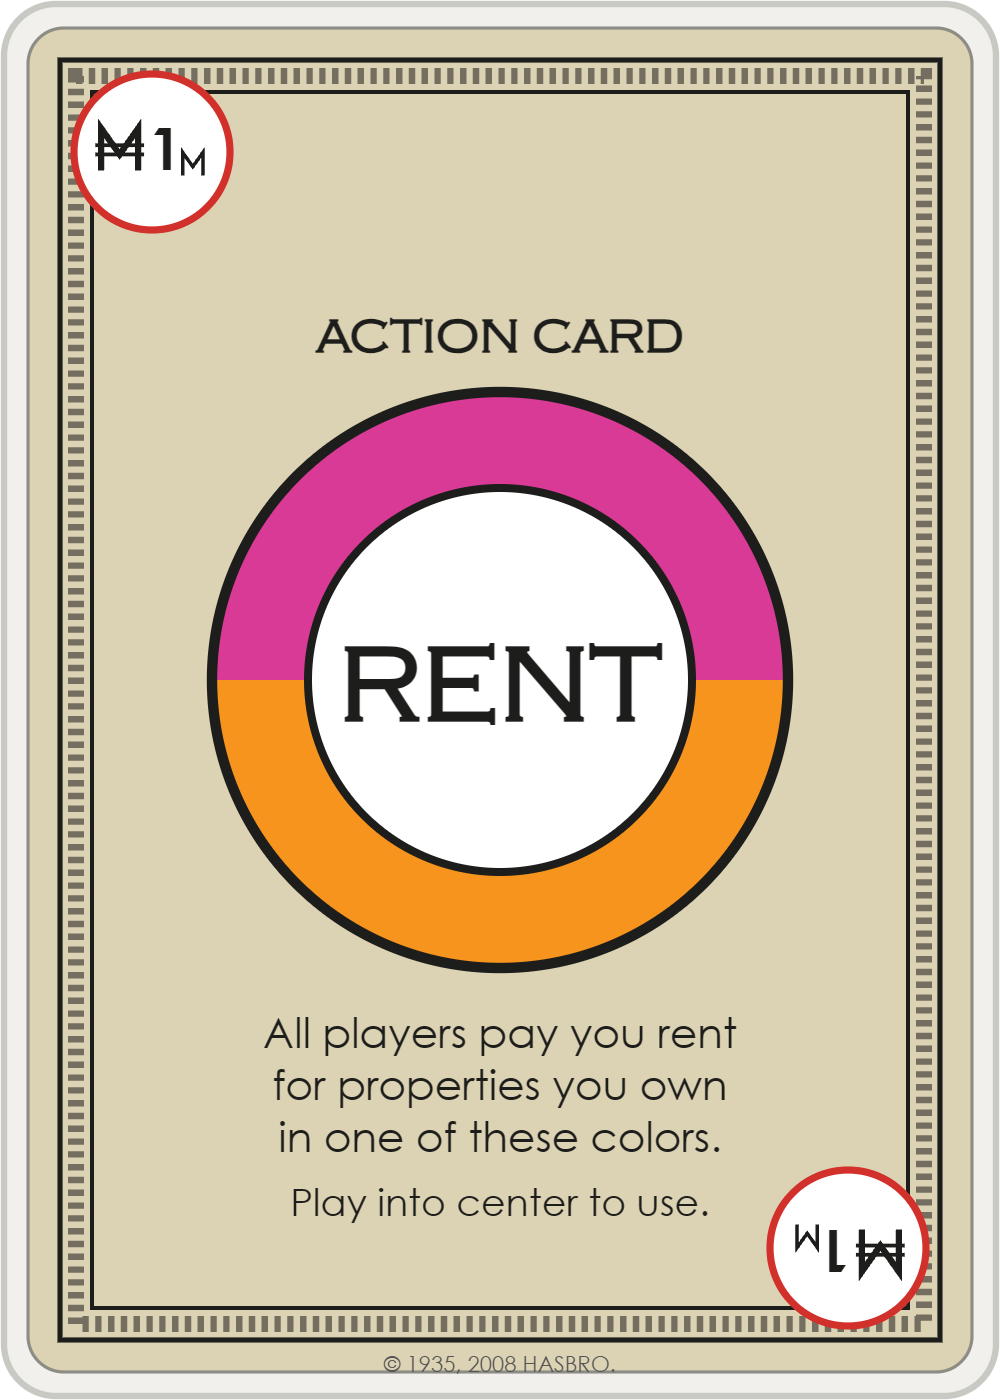 ₩1M
ACTION CARD
RENT
All players pay you rent
for properties you own
in one of these colors.
Play into center to use.
₩1M
© 1935, 2008 HASBRO.